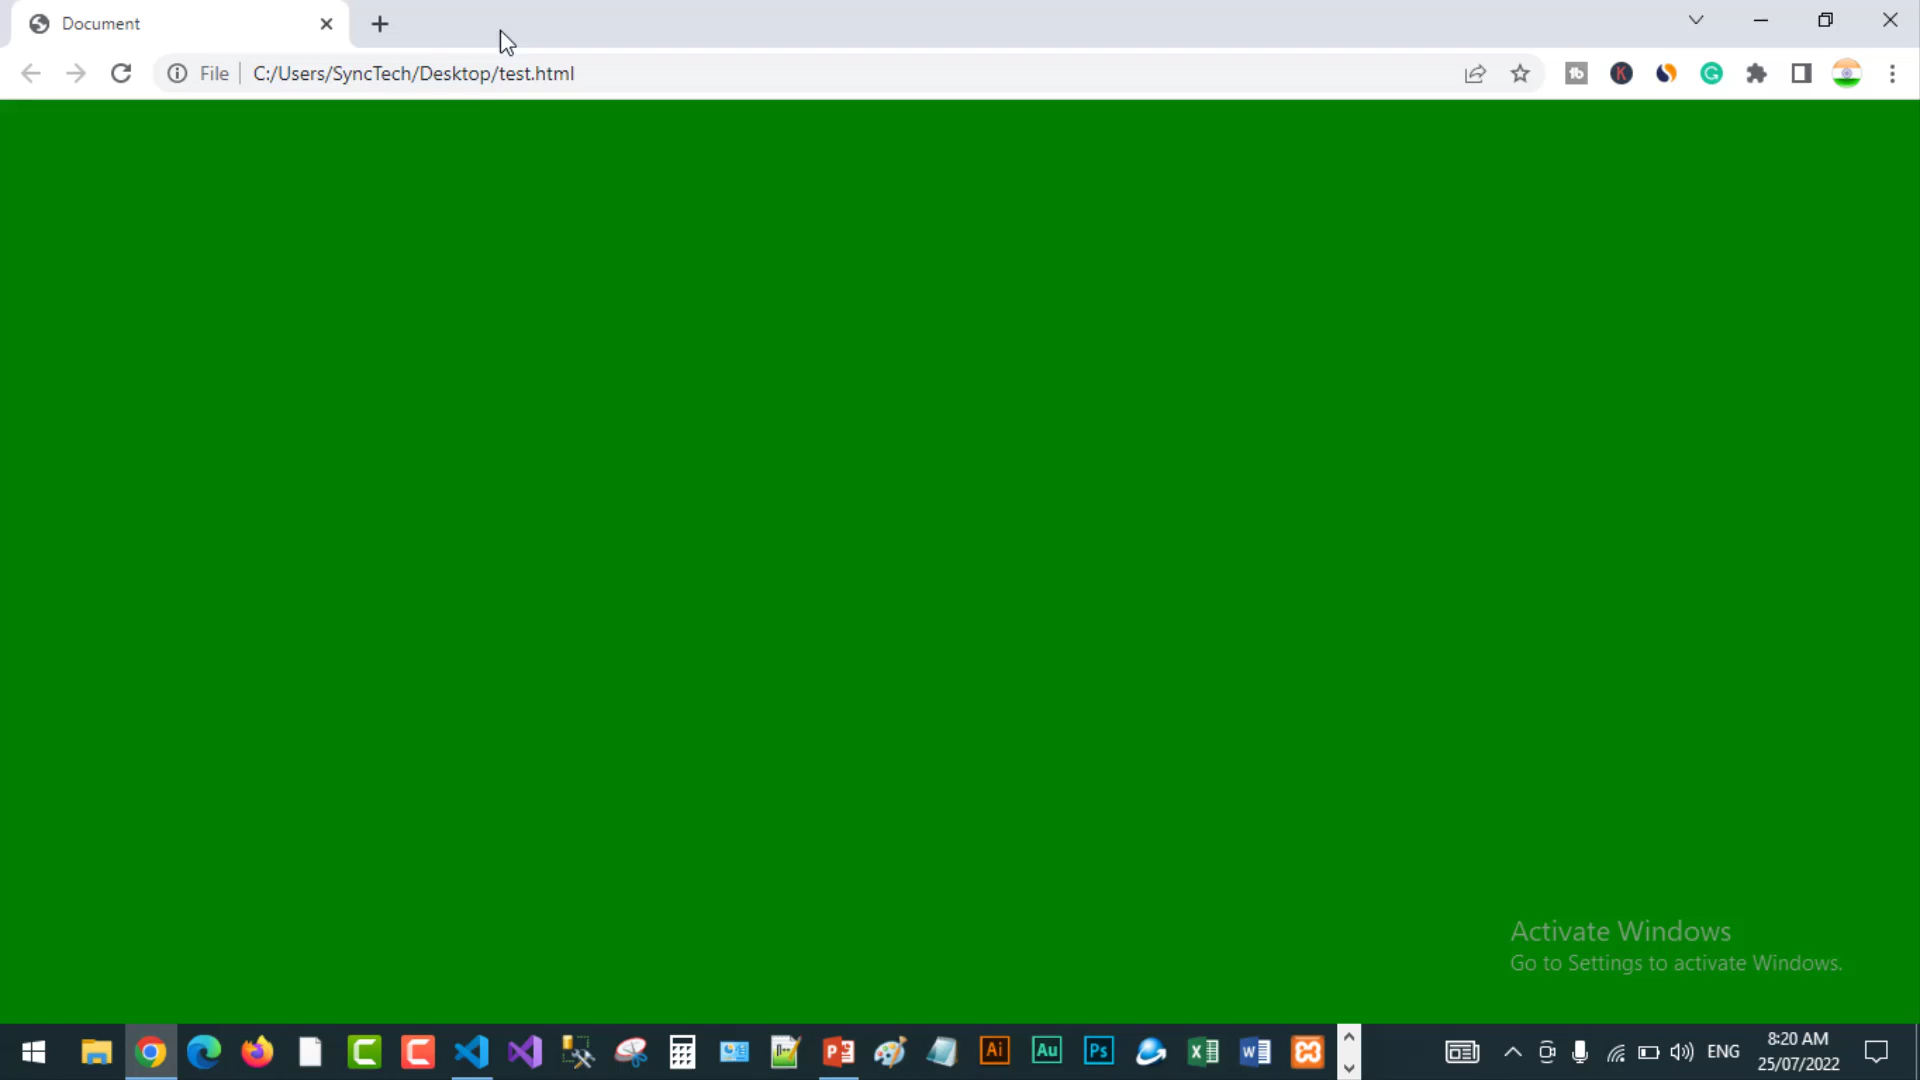 Document
File
C:/Users/SyncTech/Desktop/test.html
tb
K
G
Activate Windows
Go to Settings to activate Windows.
C
C
P
Ai
Au
Ps
X
W
ENG
8:20 AM
25/07/2022